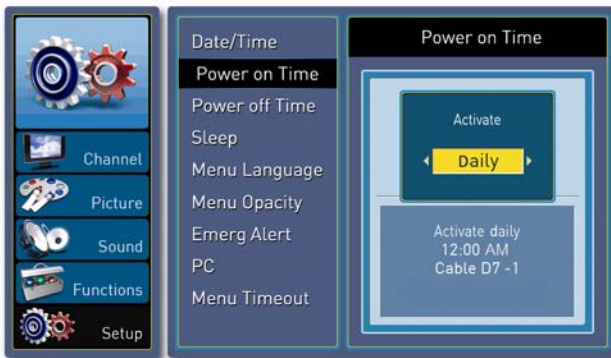 Channel
Picture
Sound
Functions
Setup
Date/Time
Power on Time
Power off Time
Sleep
Menu Language
Menu Opacity
Emerg Alert
PC
Menu Timeout
Power on Time
Activate
Daily
Activate daily
12:00 AM
Cable D7 -1